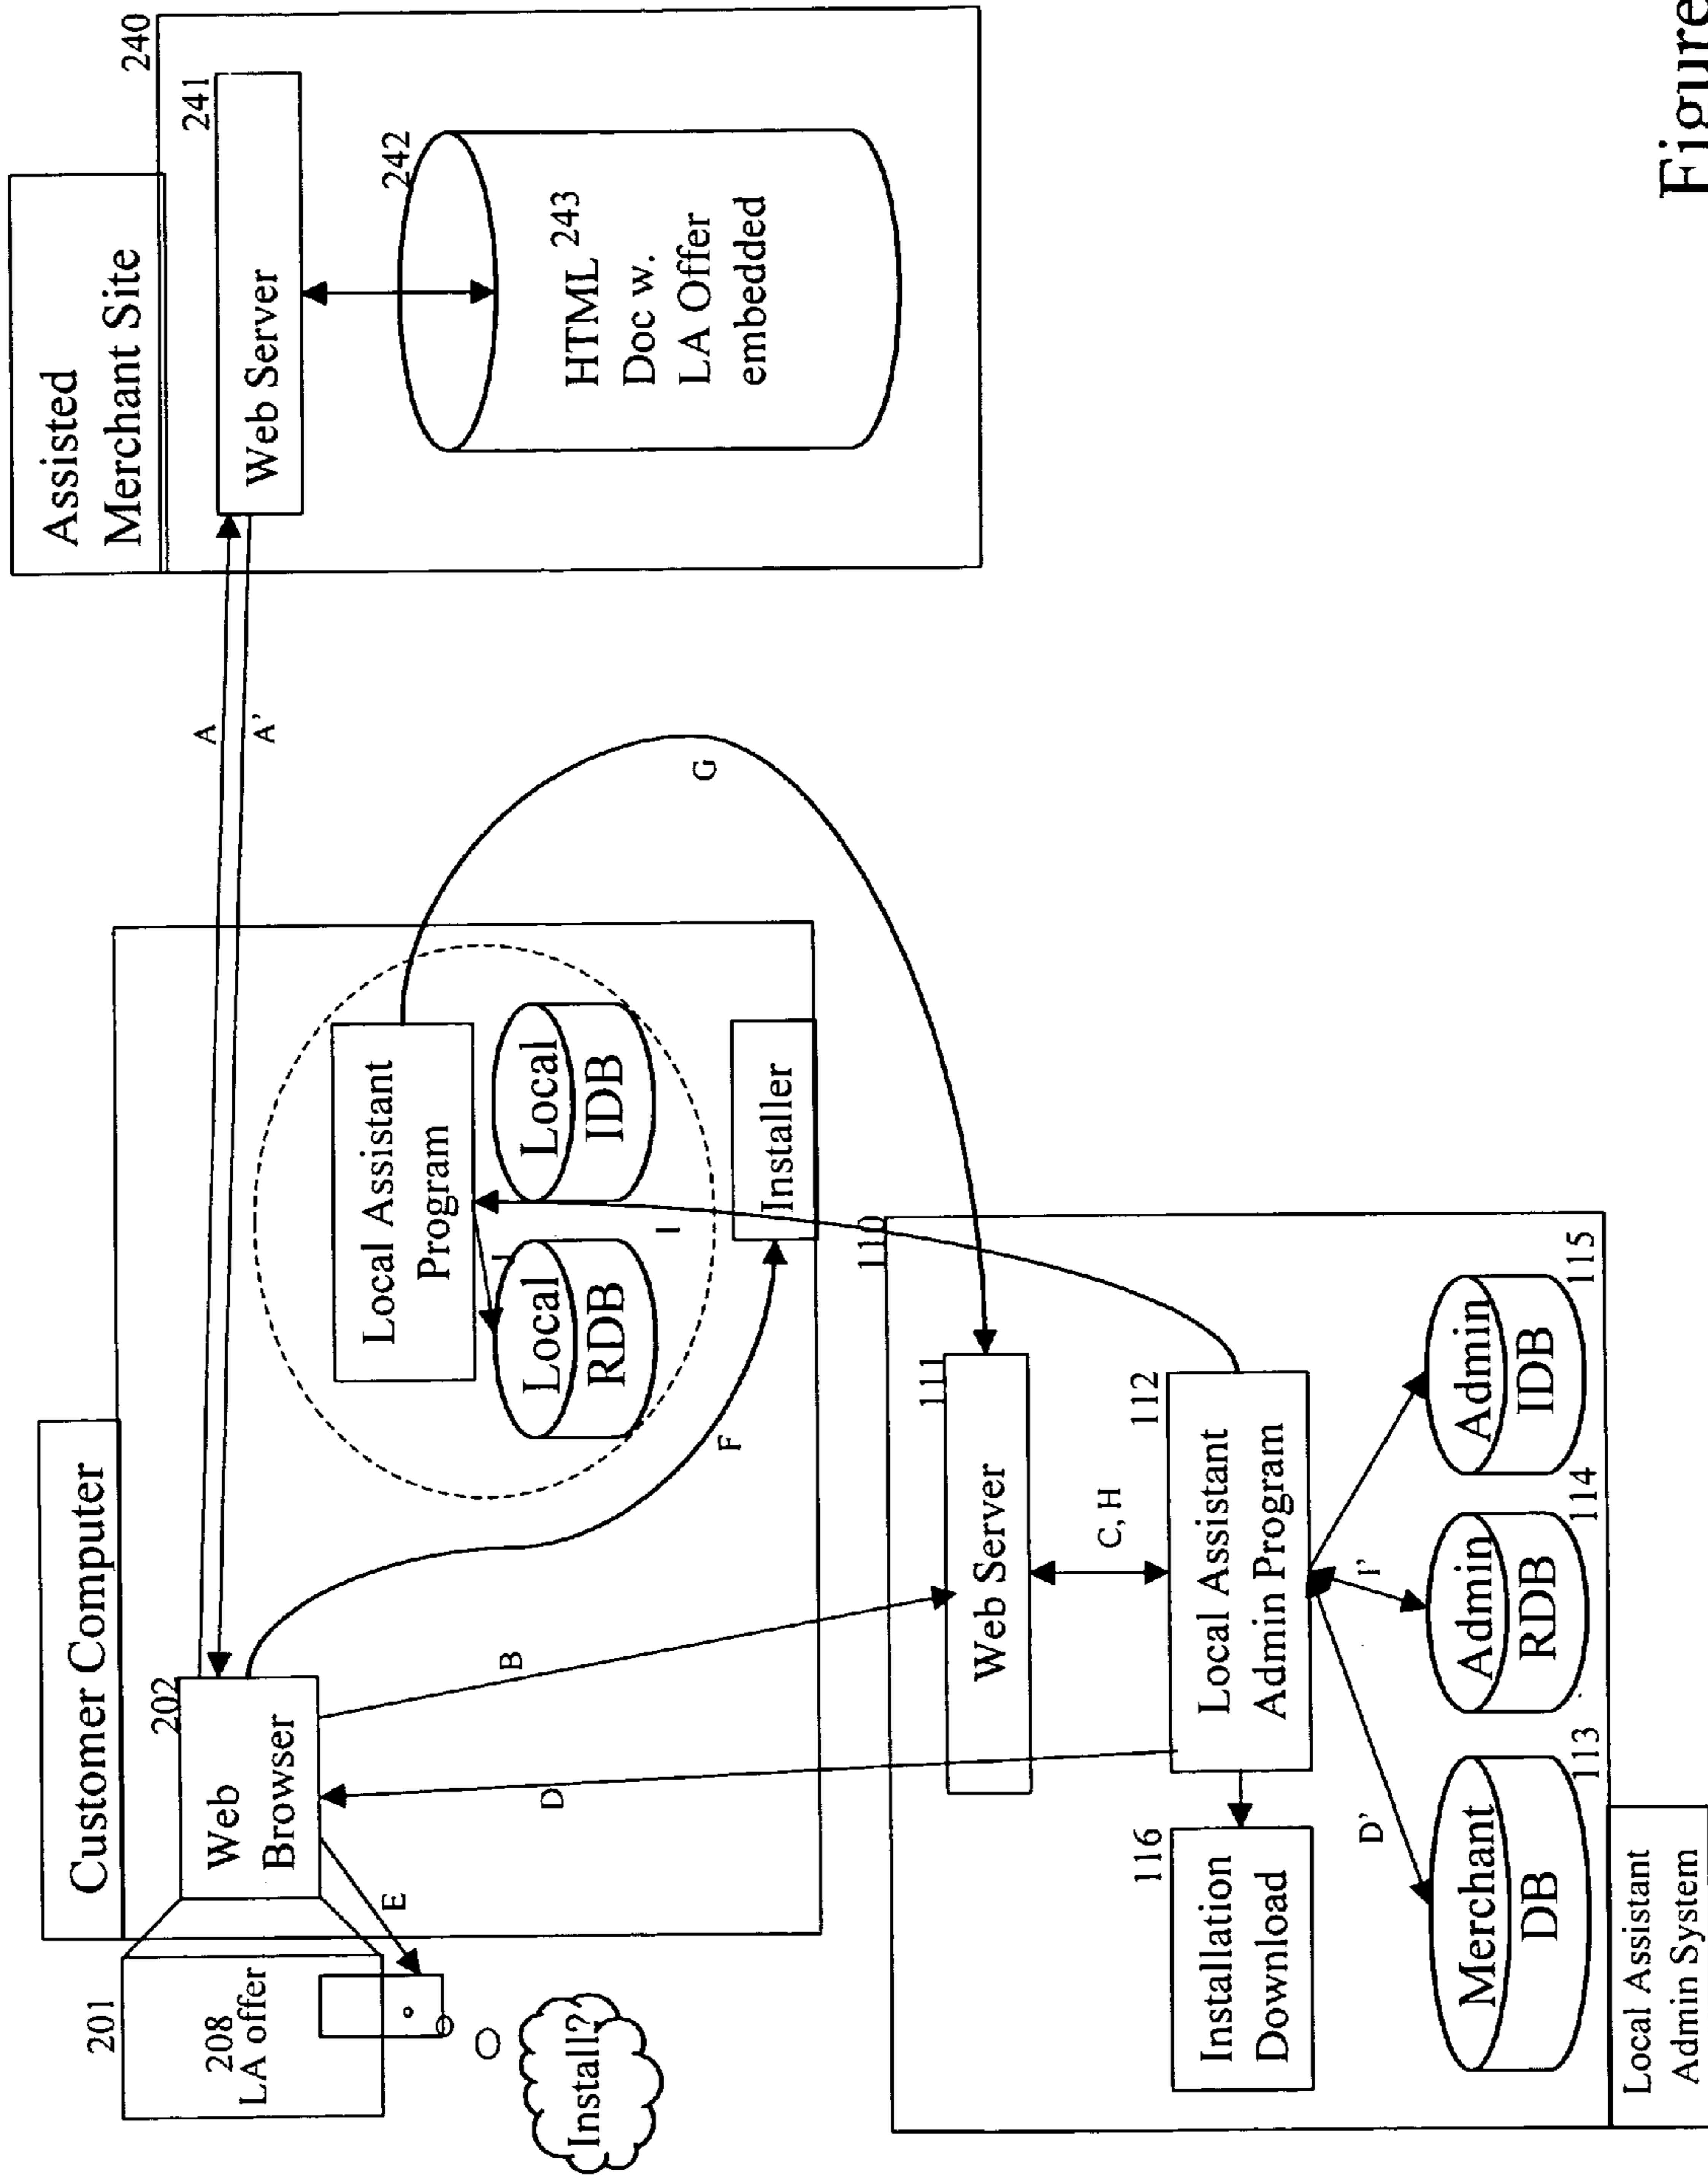 Assisted
Merchant Site
240
241
Web Server
242
HTML 243
Doc w.
LA Offer
embedded
A
A'
Customer Computer
201
208
LA offer
202
Web
Browser
E
Install?
Local Assistant
Program
Local
RDB
Local
IDB
J
I
Installer
F
G
B
D
110
111
Web Server
C, H
112
Local Assistant
Admin Program
116
Installation
Download
D'
I'
Merchant
DB
113
Admin
RDB
114
Admin
IDB
115
Local Assistant
Admin System
Figure